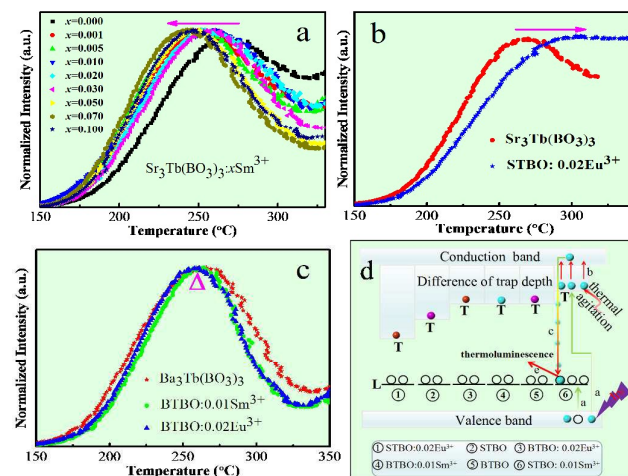 a
x=0.000
x=0.001
x=0.005
x=0.010
x=0.020
x=0.030
x=0.050
x=0.070
x=0.100
Sr₃Tb(BO₃)₃:xSm³⁺
Normalized Intensity (a.u.)
150 200 250 300
Temperature (°C)
b
Sr₃Tb(BO₃)₃
STBO: 0.02Eu³⁺
Normalized Intensity (a.u.)
150 200 250 300 350
Temperature (°C)
c
Δ
Ba₃Tb(BO₃)₃
BTBO:0.01Sm³⁺
BTBO:0.02Eu³⁺
Normalized Intensity (a.u.)
150 200 250 300 350
Temperature (°C)
d
Conduction band
Difference of trap depth
b
T thermal
agitation
T T T T T
c
thermoluminescence
e
L
a
a
① ② ③ ④ ⑤ ⑥
Valence band
① STBO:0.02Eu³⁺ ② STBO ③ BTBO: 0.02Eu³⁺
④ BTBO:0.01Sm³⁺ ⑤ BTBO ⑥ STBO: 0.01Sm³⁺